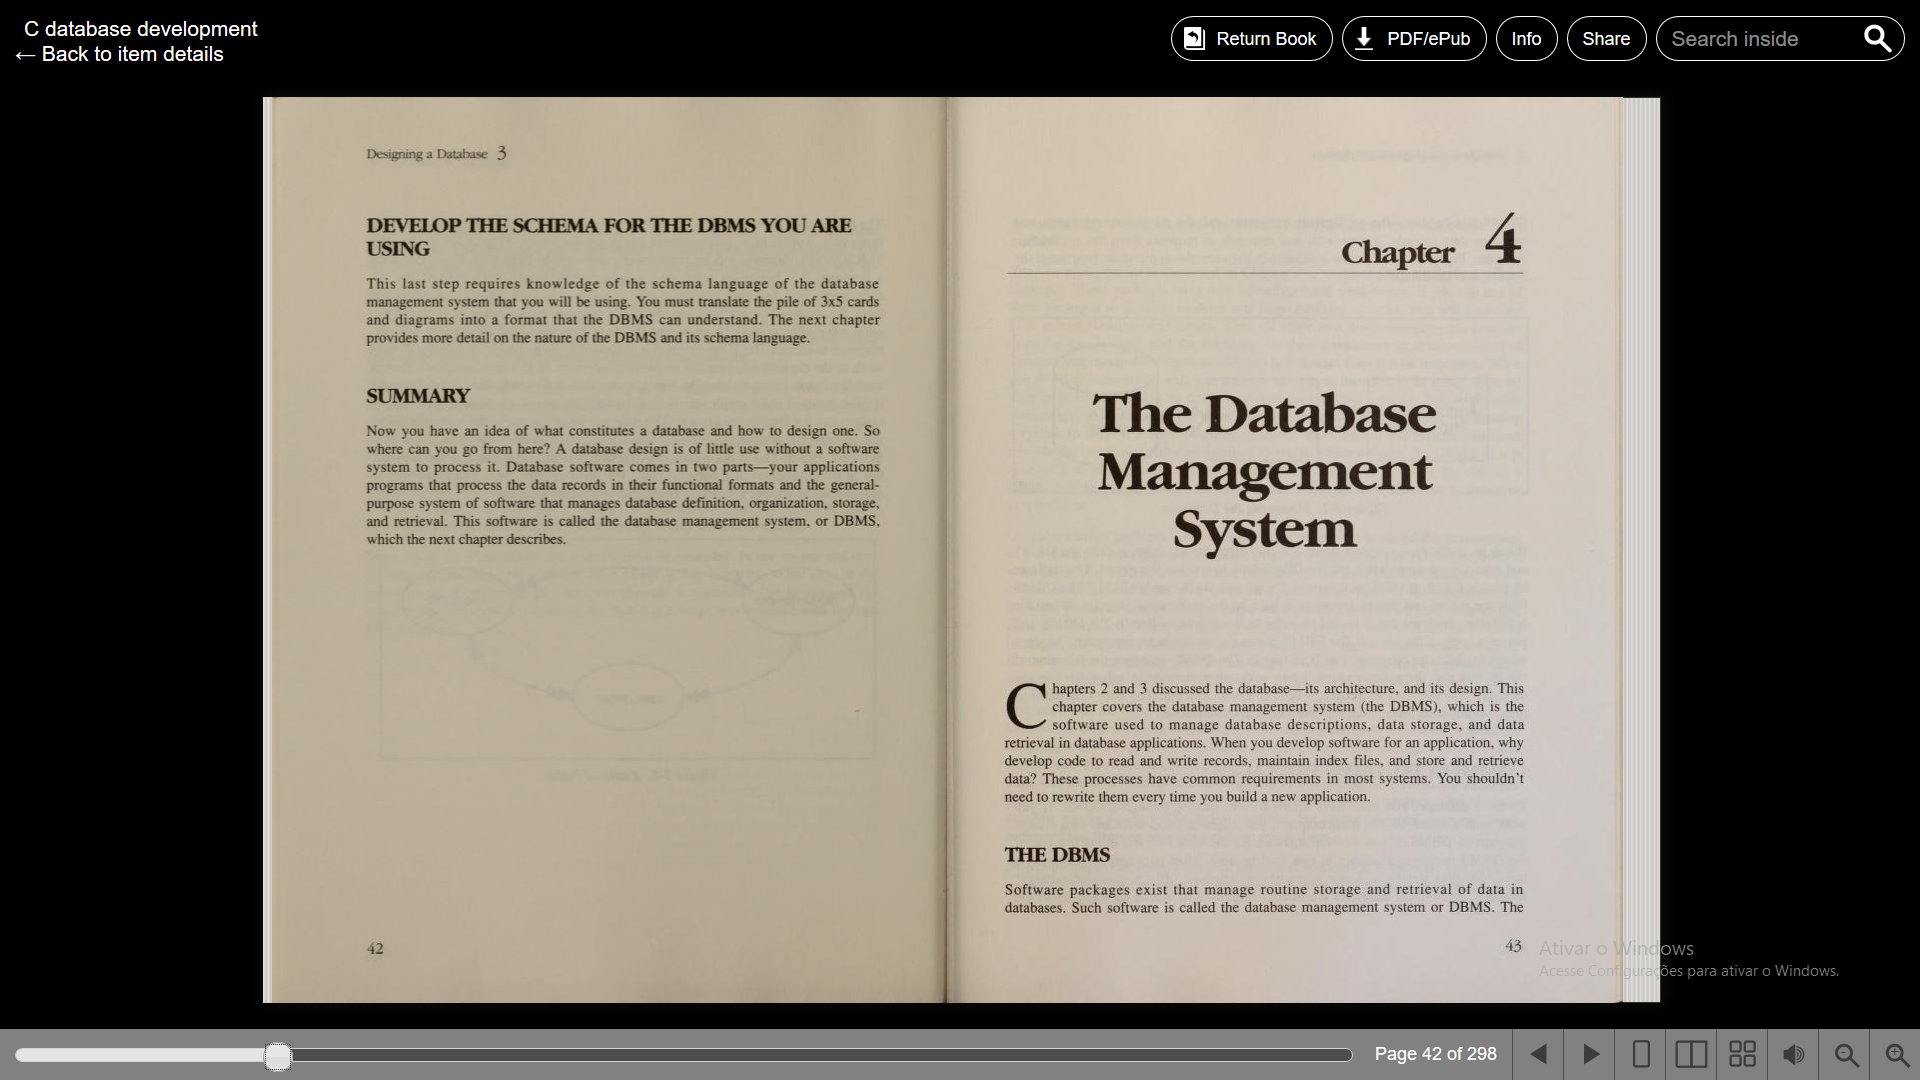 C database development
← Back to item details
Return Book
PDF/ePub
Info
Share
Search inside
Designing a Database 3
DEVELOP THE SCHEMA FOR THE DBMS YOU ARE
USING
This last step requires knowledge of the schema language of the database
management system that you will be using. You must translate the pile of 3x5 cards
and diagrams into a format that the DBMS can understand. The next chapter
provides more detail on the nature of the DBMS and its schema language.
SUMMARY
Now you have an idea of what constitutes a database and how to design one. So
where can you go from here? A database design is of little use without a software
system to process it. Database software comes in two parts—your applications
programs that process the data records in their functional formats and the general-
purpose system of software that manages database definition, organization, storage,
and retrieval. This software is called the database management system, or DBMS,
which the next chapter describes.
42
Chapter 4
The Database
Management
System
Chapters 2 and 3 discussed the database—its architecture, and its design. This
chapter covers the database management system (the DBMS), which is the
software used to manage database descriptions, data storage, and data
retrieval in database applications. When you develop software for an application, why
develop code to read and write records, maintain index files, and store and retrieve
data? These processes have common requirements in most systems. You shouldn't
need to rewrite them every time you build a new application.
THE DBMS
Software packages exist that manage routine storage and retrieval of data in
databases. Such software is called the database management system or DBMS. The
43
Ativar o Windows
Acesse Configurações para ativar o Windows.
Page 42 of 298